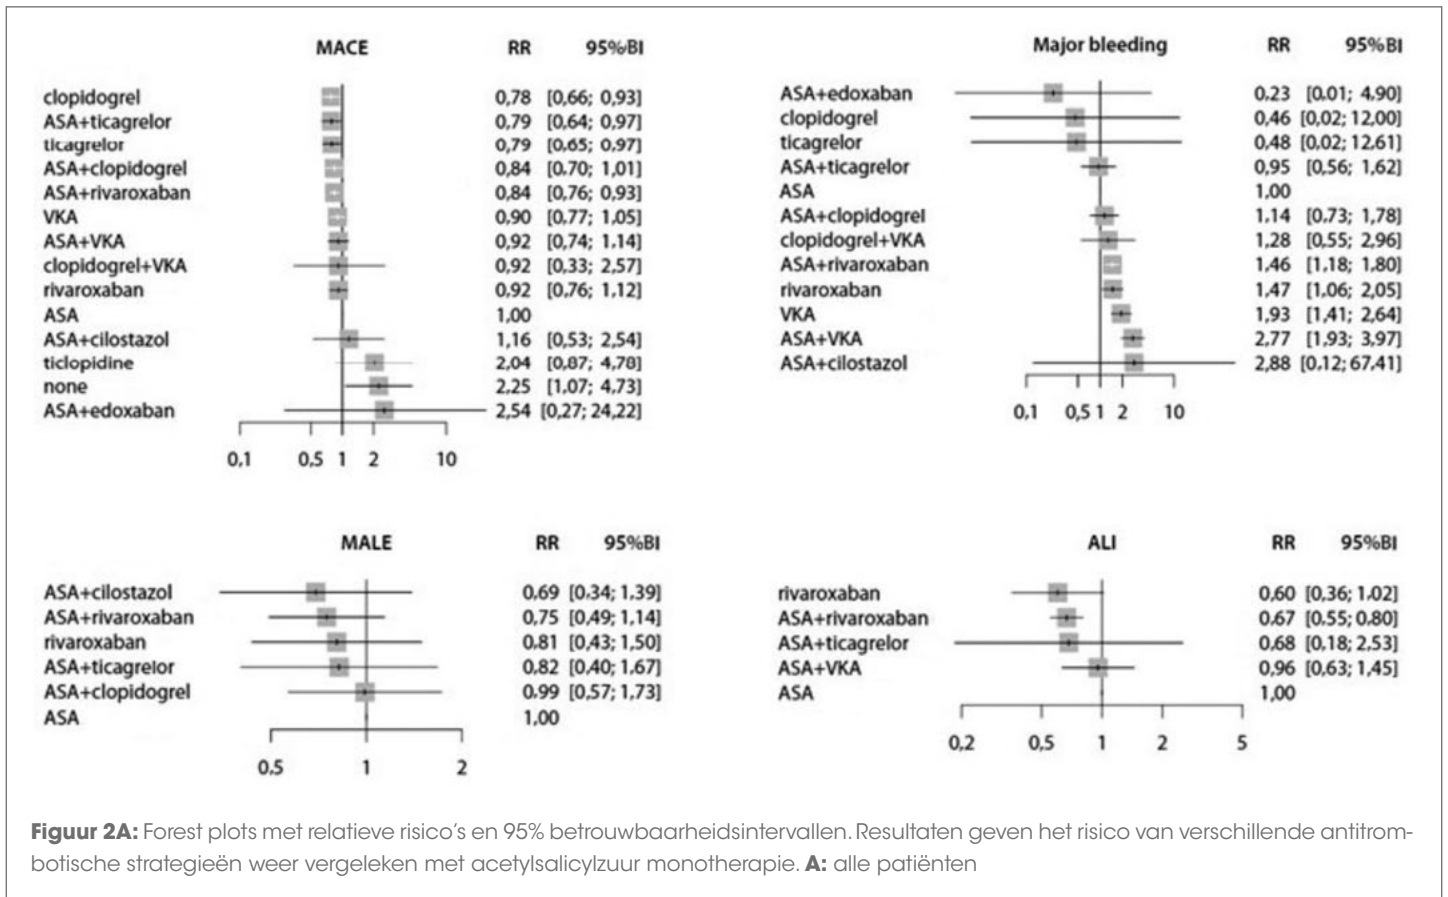 MACE RR 95%BI
clopidogrel 0,78 [0,66; 0,93]
ASA+ticagrelor 0,79 [0,64; 0,97]
ticagrelor 0,79 [0,65; 0,97]
ASA+clopidogrel 0,84 [0,70; 1,01]
ASA+rivaroxaban 0,84 [0,76; 0,93]
VKA 0,90 [0,77; 1,05]
ASA+VKA 0,92 [0,74; 1,14]
clopidogrel+VKA 0,92 [0,33; 2,57]
rivaroxaban 0,92 [0,76; 1,12]
ASA 1,00
ASA+cilostazol 1,16 [0,53; 2,54]
ticlopidine 2,04 [0,87; 4,78]
none 2,25 [1,07; 4,73]
ASA+edoxaban 2,54 [0,27; 24,22]
0,1 0,5 1 2 10
Major bleeding RR 95%BI
ASA+edoxaban 0,23 [0,01; 4,90]
clopidogrel 0,46 [0,02; 12,00]
ticagrelor 0,48 [0,02; 12,61]
ASA+ticagrelor 0,95 [0,56; 1,62]
ASA 1,00
ASA+clopidogrel 1,14 [0,73; 1,78]
clopidogrel+VKA 1,28 [0,55; 2,96]
ASA+rivaroxaban 1,46 [1,18; 1,80]
rivaroxaban 1,47 [1,06; 2,05]
VKA 1,93 [1,41; 2,64]
ASA+VKA 2,77 [1,93; 3,97]
ASA+cilostazol 2,88 [0,12; 67,41]
0,1 0,5 1 2 10
MALE RR 95%BI
ASA+cilostazol 0,69 [0,34; 1,39]
ASA+rivaroxaban 0,75 [0,49; 1,14]
rivaroxaban 0,81 [0,43; 1,50]
ASA+ticagrelor 0,82 [0,40; 1,67]
ASA+clopidogrel 0,99 [0,57; 1,73]
ASA 1,00
0.5 1 2
ALI RR 95%BI
rivaroxaban 0,60 [0,36; 1,02]
ASA+rivaroxaban 0,67 [0,55; 0,80]
ASA+ticagrelor 0,68 [0,18; 2,53]
ASA+VKA 0,96 [0,63; 1,45]
ASA 1,00
0,2 0,5 1 2 5
Figuur 2A: Forest plots met relatieve risico's en 95% betrouwbaarheidsintervallen. Resultaten geven het risico van verschillende antitrom-
botische strategieën weer vergeleken met acetylsalicylzuur monotherapie. A: alle patiënten